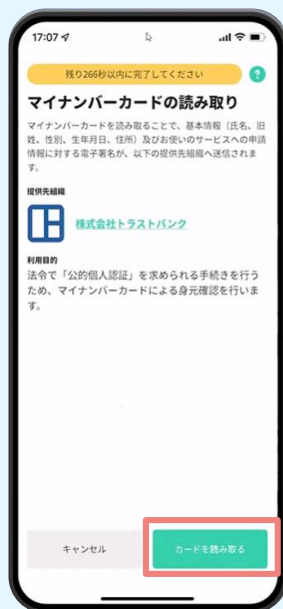 17:07
残り266秒以内に完了してください
?
マイナンバーカードの読み取り
マイナンバーカードを読み取ることで、基本情報（氏名、旧
姓、性別、生年月日、住所）及びお使いのサービスへの申請
情報に対する電子署名が、以下の提供先組織へ送信されま
す。
提供先組織
株式会社トラストバンク
利用目的
法令で「公的個人認証」を求められる手続きを行う
ため、マイナンバーカードによる身元確認を行いま
す。
キャンセル
カードを読み取る